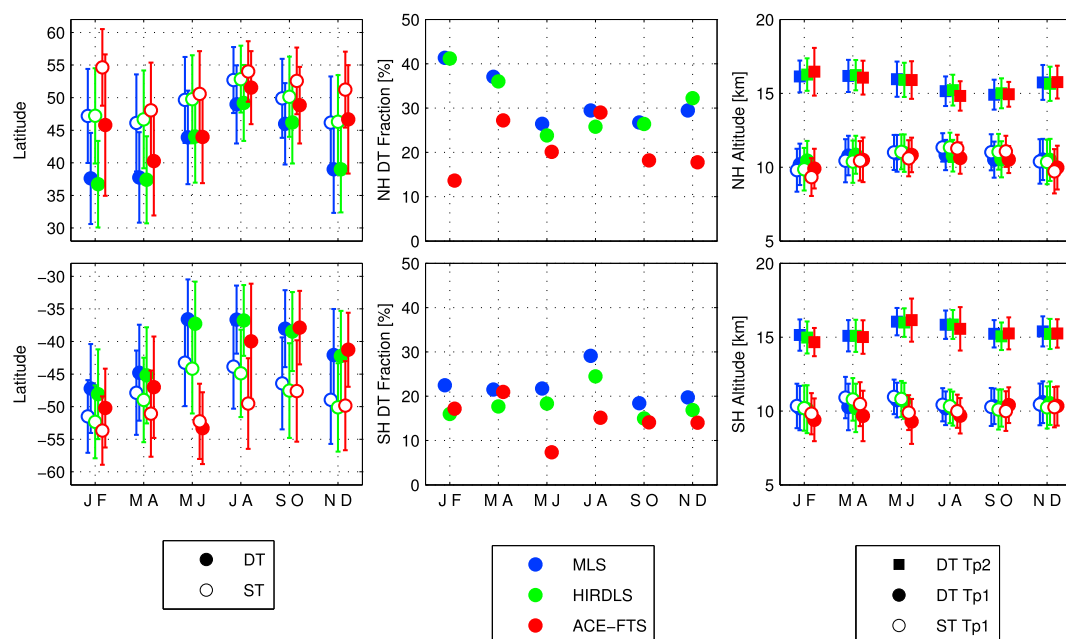 60
55
50
45
40
35
30
Latitude
50
40
30
20
10
0
NH DT Fraction [%]
20
15
10
5
NH Altitude [km]
−30
−35
−40
−45
−50
−55
−60
Latitude
J F M A M J J A S O N D
50
40
30
20
10
0
SH DT Fraction [%]
J F M A M J J A S O N D
20
15
10
5
SH Altitude [km]
J F M A M J J A S O N D
DT
ST
MLS
HIRDLS
ACE−FTS
DT Tp2
DT Tp1
ST Tp1